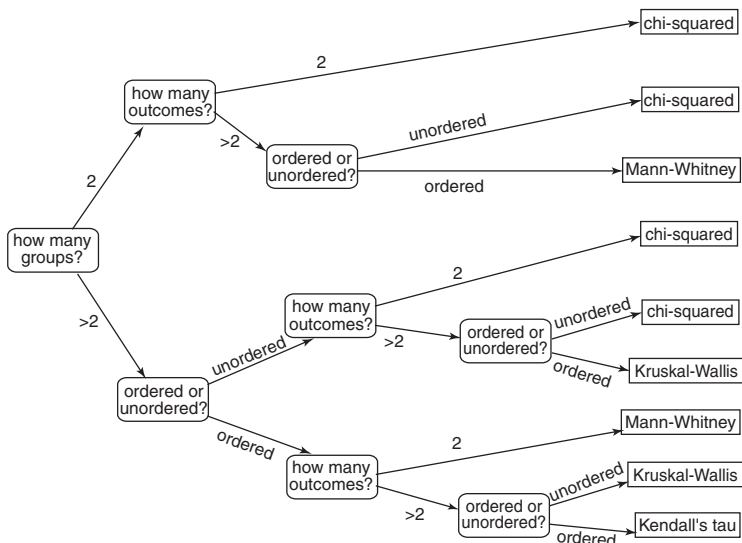 chi-squared
2
how many
outcomes?
chi-squared
unordered
>2
ordered or
unordered?
Mann-Whitney
ordered
2
how many
groups?
chi-squared
2
how many
outcomes?
>2
unordered
chi-squared
ordered or
unordered?
>2
unordered
ordered
Kruskal-Wallis
ordered or
unordered?
Mann-Whitney
ordered
2
how many
outcomes?
unordered
Kruskal-Wallis
>2
ordered or
unordered?
Kendall's tau
ordered